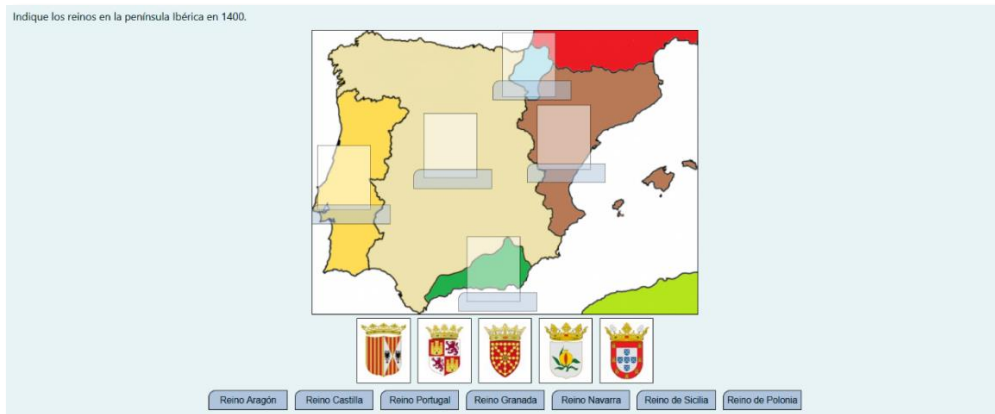 Indique los reinos en la península Ibérica en 1400.
Reino Aragón
Reino Castilla
Reino Portugal
Reino Granada
Reino Navarra
Reino de Sicilia
Reino de Polonia